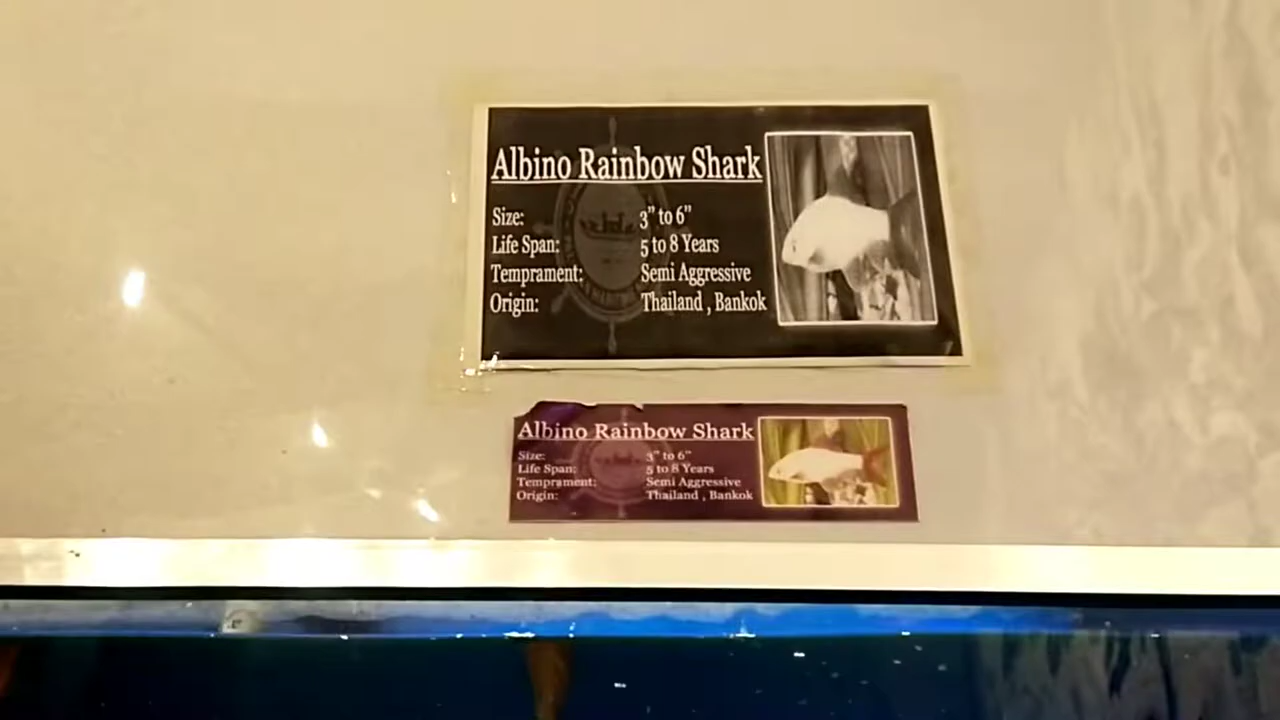 Albino Rainbow Shark
Size: 3" to 6"
Life Span: 5 to 8 Years
Temprament: Semi Aggressive
Origin: Thailand , Bankok
Albino Rainbow Shark
Size: 3" to 6"
Life Span: 5 to 8 Years
Temprament: Semi Aggressive
Origin: Thailand , Bankok